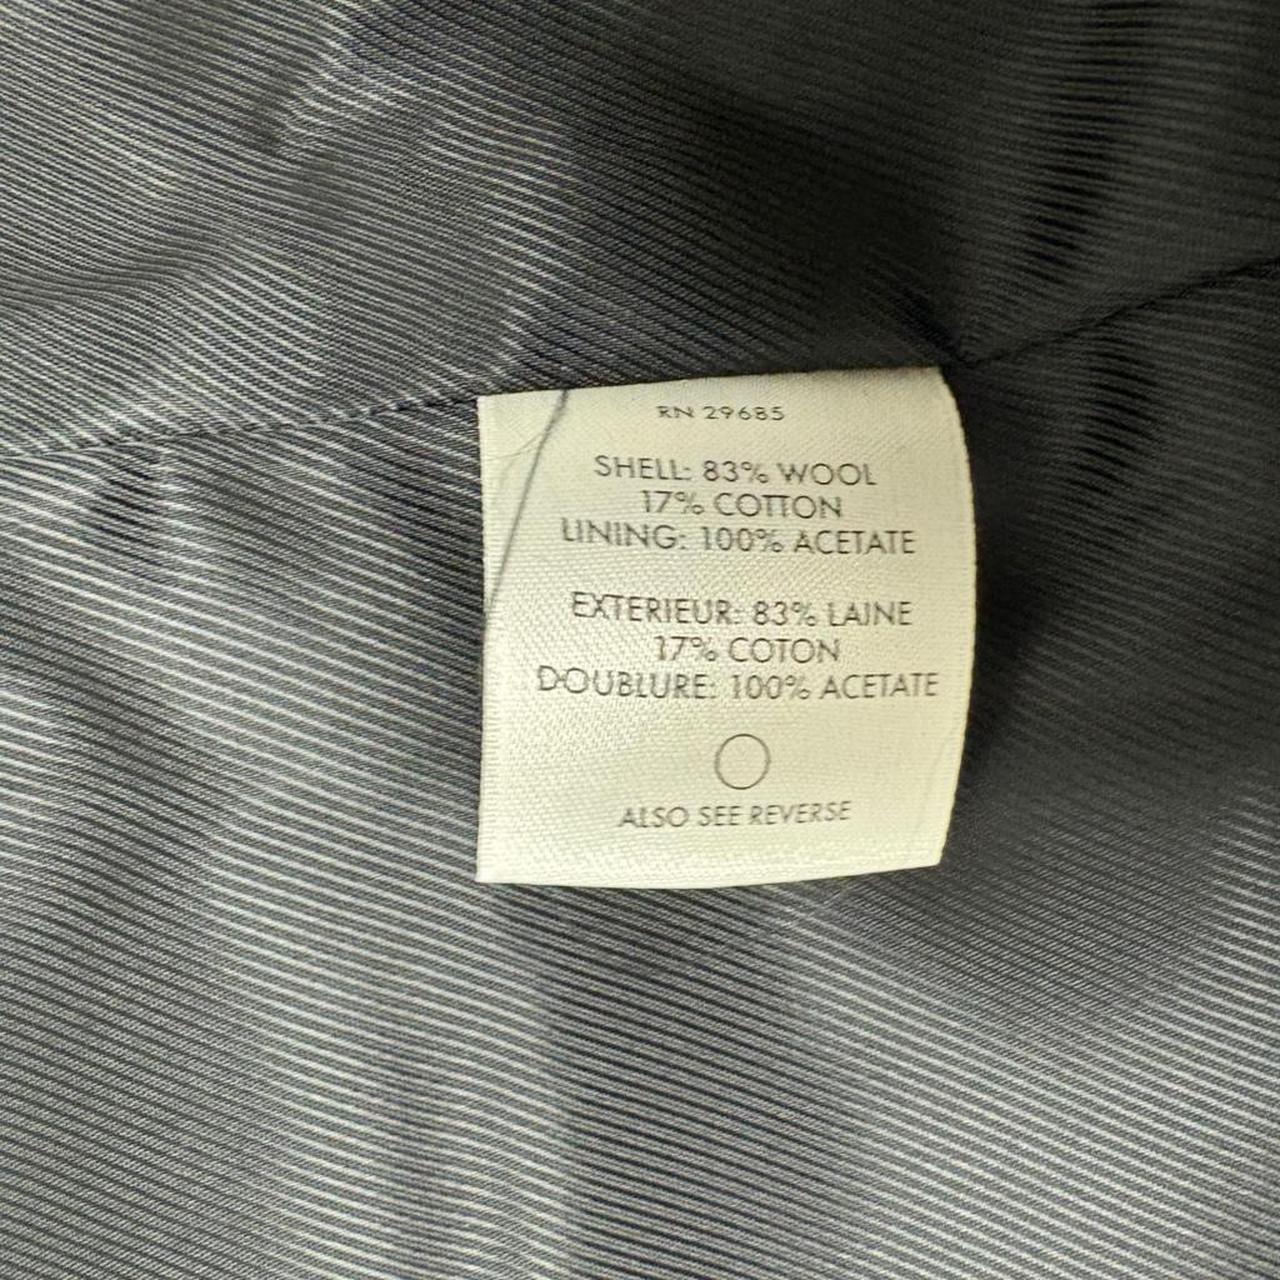 RN 29685
SHELL: 83% WOOL
17% COTTON
LINING: 100% ACETATE
EXTERIEUR: 83% LAINE
17% COTON
DOUBLURE: 100% ACETATE
ALSO SEE REVERSE